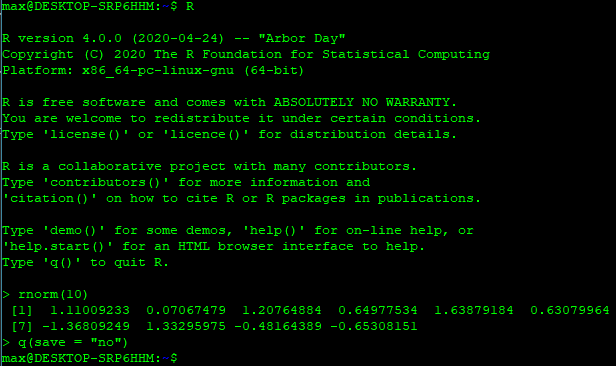 max@DESKTOP-SRP6HHM:~$ R

R version 4.0.0 (2020-04-24) -- "Arbor Day"
Copyright (C) 2020 The R Foundation for Statistical Computing
Platform: x86_64-pc-linux-gnu (64-bit)

R is free software and comes with ABSOLUTELY NO WARRANTY.
You are welcome to redistribute it under certain conditions.
Type 'license()' or 'licence()' for distribution details.

R is a collaborative project with many contributors.
Type 'contributors()' for more information and
'citation()' on how to cite R or R packages in publications.

Type 'demo()' for some demos, 'help()' for on-line help, or
'help.start()' for an HTML browser interface to help.
Type 'q()' to quit R.

> rnorm(10)
 [1]  1.11009233  0.07067479  1.20764884  0.64977534  1.63879184  0.63079964
 [7] -1.36809249  1.33295975 -0.48164389 -0.65308151
> q(save = "no")
max@DESKTOP-SRP6HHM:~$